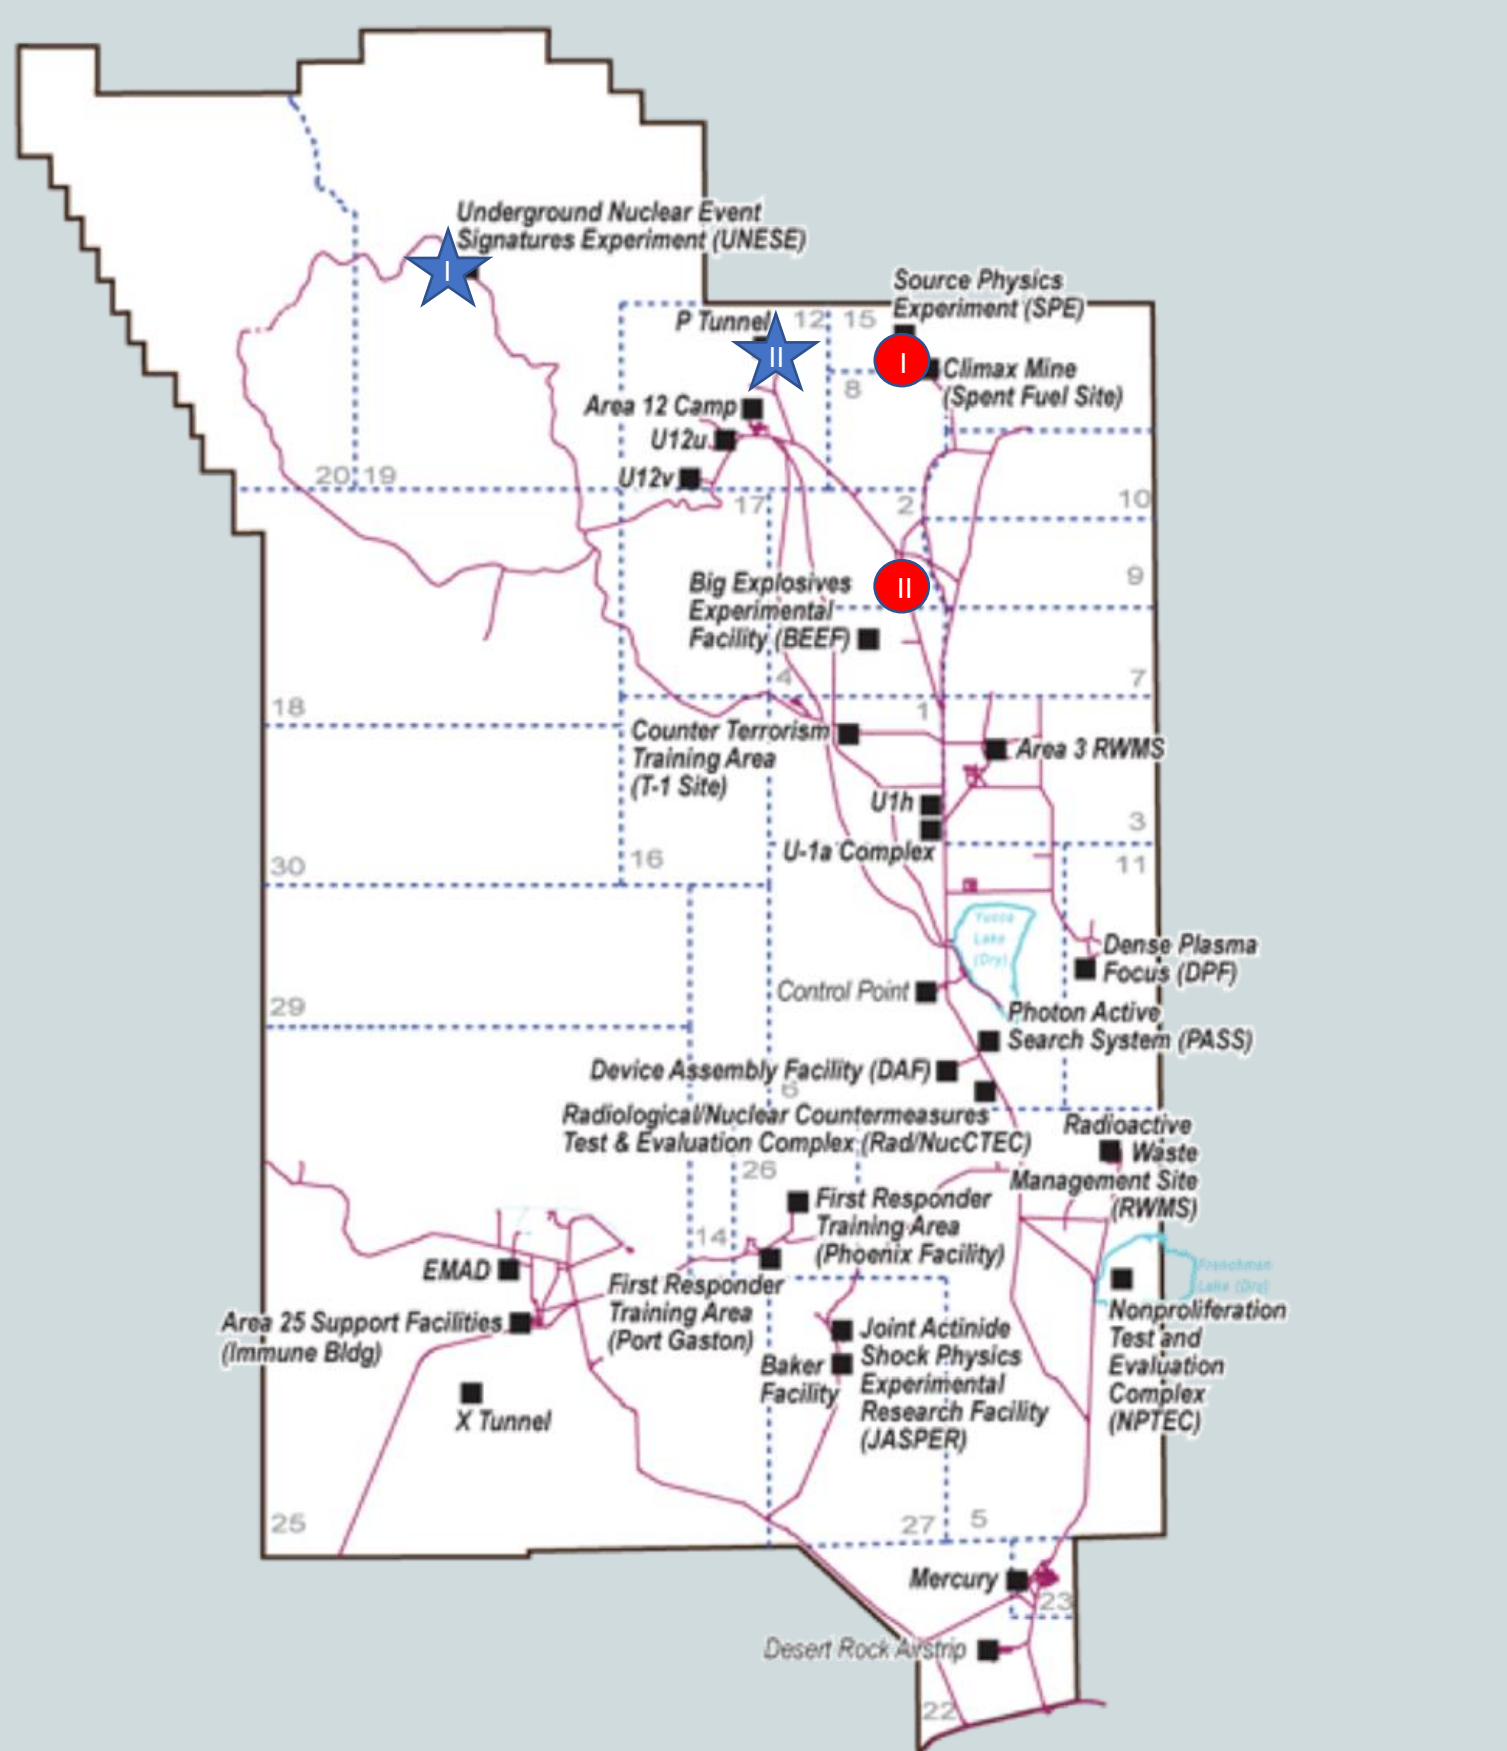 Underground Nuclear Event
Signatures Experiment (UNESE)
I
Source Physics
Experiment (SPE)
P Tunnel
12
15
II
I
Climax Mine
(Spent Fuel Site)
8
Area 12 Camp
U12u
U12v
20
19
17
2
10
Big Explosives
Experimental
Facility (BEEF)
II
9
4
7
18
1
Counter Terrorism
Training Area
(T-1 Site)
Area 3 RWMS
U1h
3
U-1a Complex
30
16
11
Yucca
Lake
(Dry)
Dense Plasma
Focus (DPF)
Control Point
29
Photon Active
Search System (PASS)
Device Assembly Facility (DAF)
6
Radiological/Nuclear Countermeasures
Test & Evaluation Complex (Rad/NucCTEC)
Radioactive
Waste
Management Site
(RWMS)
26
First Responder
Training Area
(Phoenix Facility)
14
EMAD
First Responder
Training Area
(Port Gaston)
Frenchman
Lake (Dry)
Area 25 Support Facilities
(Immune Bldg)
Nonproliferation
Test and
Evaluation
Complex
(NPTEC)
Joint Actinide
Shock Physics
Experimental
Research Facility
(JASPER)
Baker
Facility
X Tunnel
25
27
5
Mercury
23
Desert Rock Airstrip
22